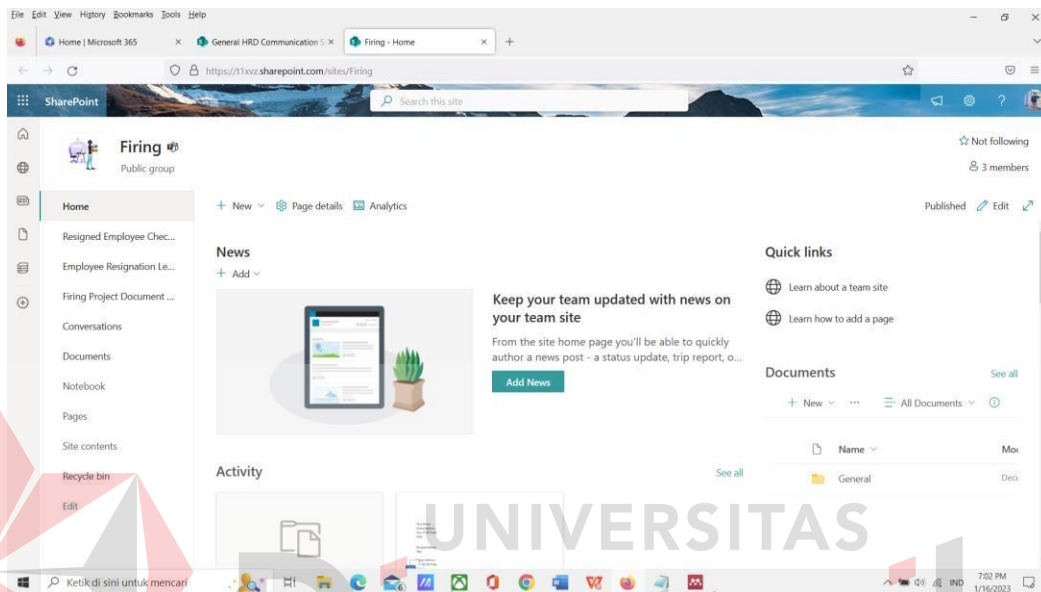 File Edit View History Bookmarks Tools Help
Home | Microsoft 365 × General HRD Communication S × Firing - Home × +
https://t1xvz.sharepoint.com/sites/Firing
SharePoint
Search this site
?
Firing
Public group
Not following
3 members
Home
Resigned Employee Chec...
Employee Resignation Le...
Firing Project Document ...
Conversations
Documents
Notebook
Pages
Site contents
Recycle bin
Edit
+ New Page details Analytics
Published Edit
News
+ Add
Keep your team updated with news on
your team site
From the site home page you'll be able to quickly
author a news post - a status update, trip report, o...
Add News
Activity
See all
Quick links
Learn about a team site
Learn how to add a page
Documents
See all
+ New ... All Documents
Name
General
UNIVERSITAS
Ketik di sini untuk mencari
IND
7:02 PM
1/16/2023